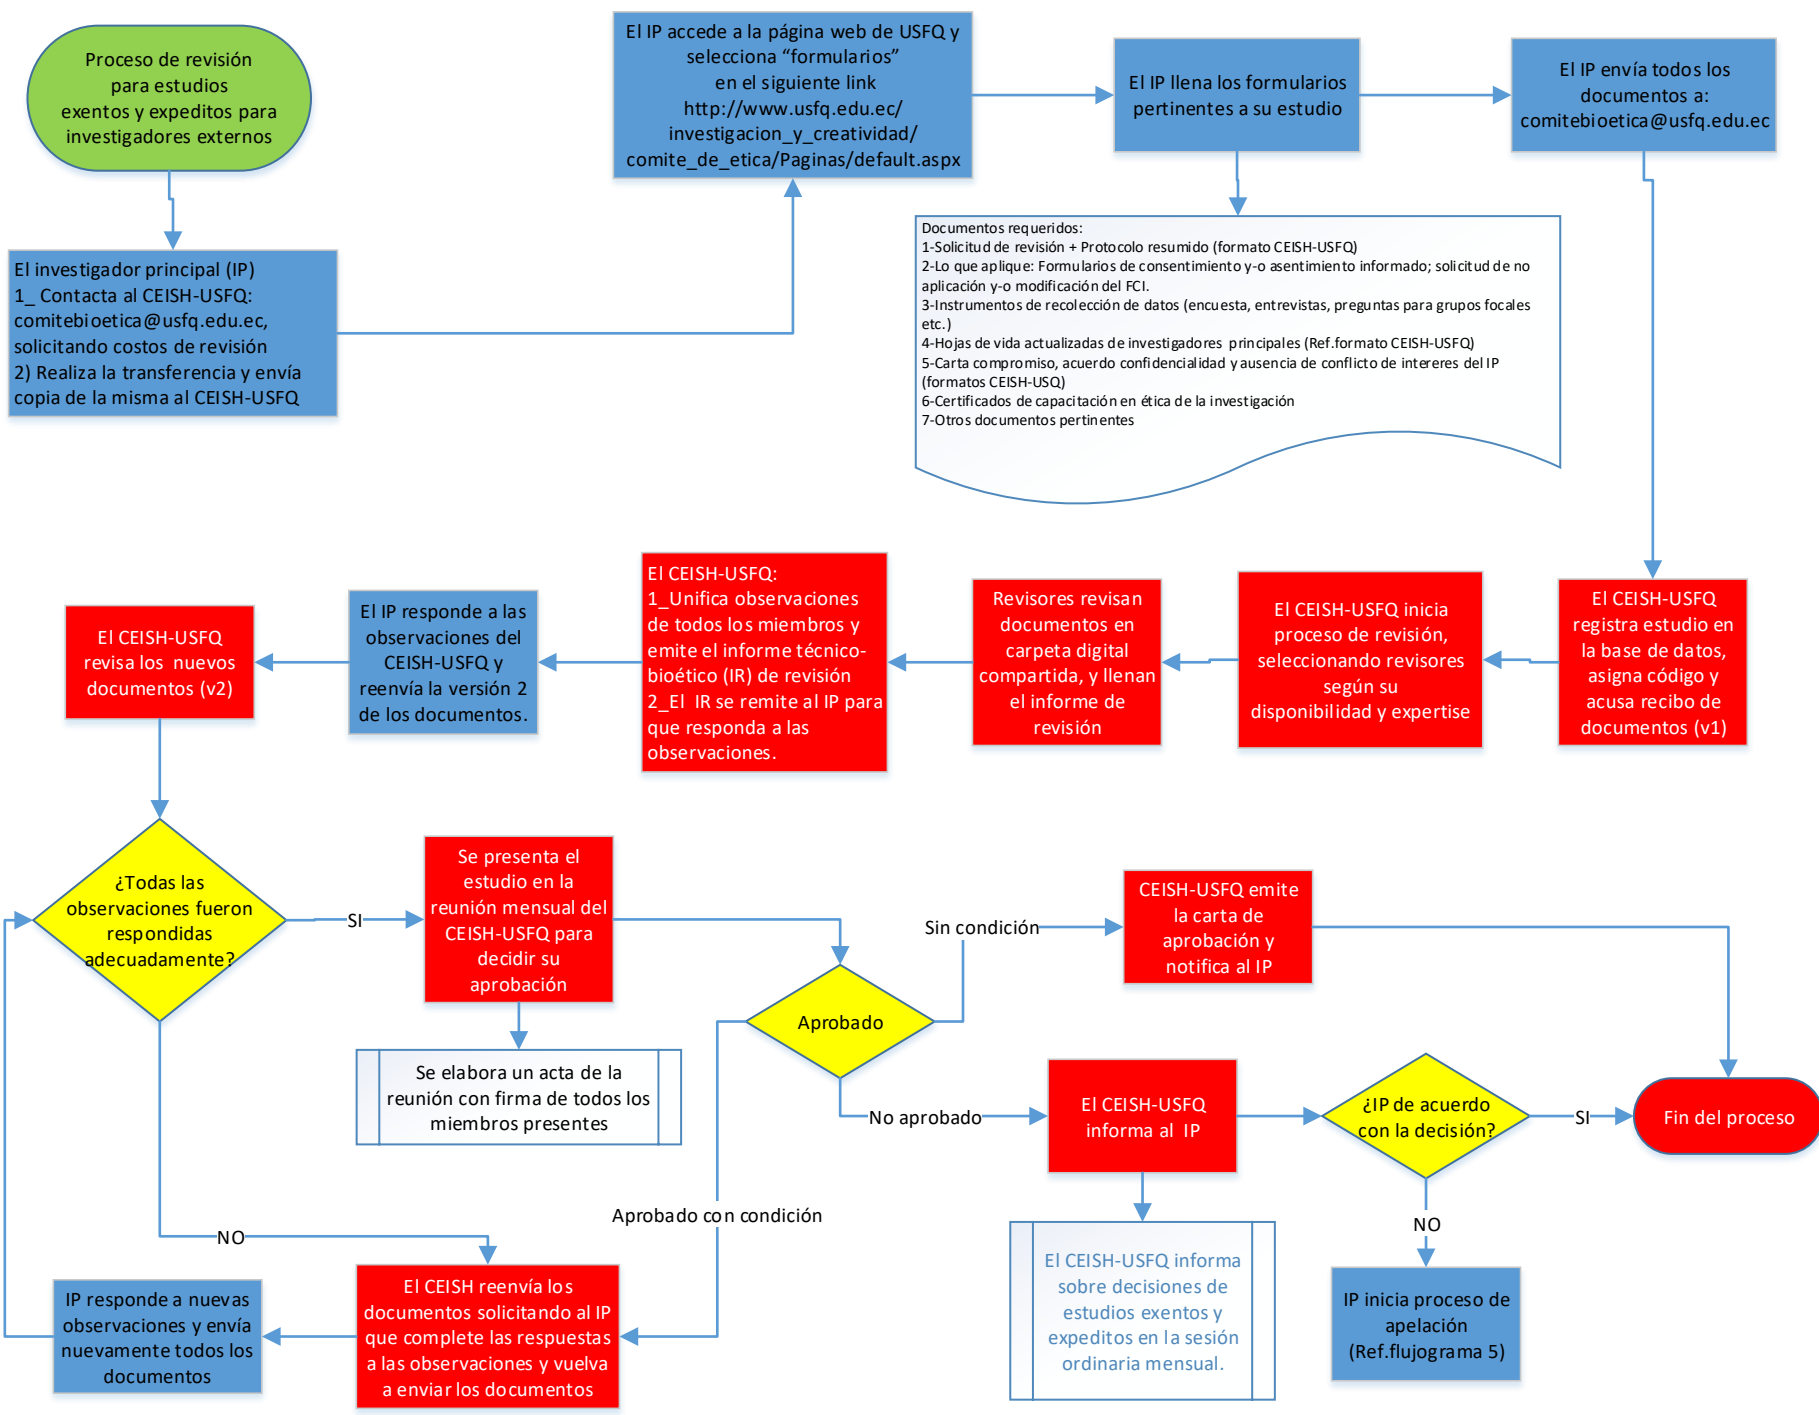 Proceso de revisión
para estudios
exentos y expeditos para
investigadores externos
El investigador principal (IP)
1_ Contacta al CEISH-USFQ:
comitebioetica@usfq.edu.ec,
solicitando costos de revisión
2) Realiza la transferencia y envía
copia de la misma al CEISH-USFQ
El IP accede a la página web de USFQ y
selecciona “formularios”
en el siguiente link
http://www.usfq.edu.ec/
investigacion_y_creatividad/
comite_de_etica/Paginas/default.aspx
El IP llena los formularios
pertinentes a su estudio
El IP envía todos los
documentos a:
comitebioetica@usfq.edu.ec
Documentos requeridos:
1-Solicitud de revisión + Protocolo resumido (formato CEISH-USFQ)
2-Lo que aplique: Formularios de consentimiento y-o asentimiento informado; solicitud de no
aplicación y-o modificación del FCI.
3-Instrumentos de recolección de datos (encuesta, entrevistas, preguntas para grupos focales
etc.)
4-Hojas de vida actualizadas de investigadores principales (Ref.formato CEISH-USFQ)
5-Carta compromiso, acuerdo confidencialidad y ausencia de conflicto de intereres del IP
(formatos CEISH-USQ)
6-Certificados de capacitación en ética de la investigación
7-Otros documentos pertinentes
El CEISH-USFQ
registra estudio en
la base de datos,
asigna código y
acusa recibo de
documentos (v1)
El CEISH-USFQ inicia
proceso de revisión,
seleccionando revisores
según su
disponibilidad y expertise
Revisores revisan
documentos en
carpeta digital
compartida, y llenan
el informe de
revisión
El CEISH-USFQ:
1_Unifica observaciones
de todos los miembros y
emite el informe técnico-
bioético (IR) de revisión
2_El IR se remite al IP para
que responda a las
observaciones.
El IP responde a las
observaciones del
CEISH-USFQ y
reenvía la versión 2
de los documentos.
El CEISH-USFQ
revisa los nuevos
documentos (v2)
¿Todas las
observaciones fueron
respondidas
adecuadamente?
SI
Se presenta el
estudio en la
reunión mensual del
CEISH-USFQ para
decidir su
aprobación
Se elabora un acta de la
reunión con firma de todos los
miembros presentes
Aprobado
Sin condición
CEISH-USFQ emite
la carta de
aprobación y
notifica al IP
No aprobado
El CEISH-USFQ
informa al IP
¿IP de acuerdo
con la decisión?
SI
Fin del proceso
NO
IP inicia proceso de
apelación
(Ref.flujograma 5)
El CEISH-USFQ informa
sobre decisiones de
estudios exentos y
expeditos en la sesión
ordinaria mensual.
Aprobado con condición
NO
El CEISH reenvía los
documentos solicitando al IP
que complete las respuestas
a las observaciones y vuelva
a enviar los documentos
IP responde a nuevas
observaciones y envía
nuevamente todos los
documentos